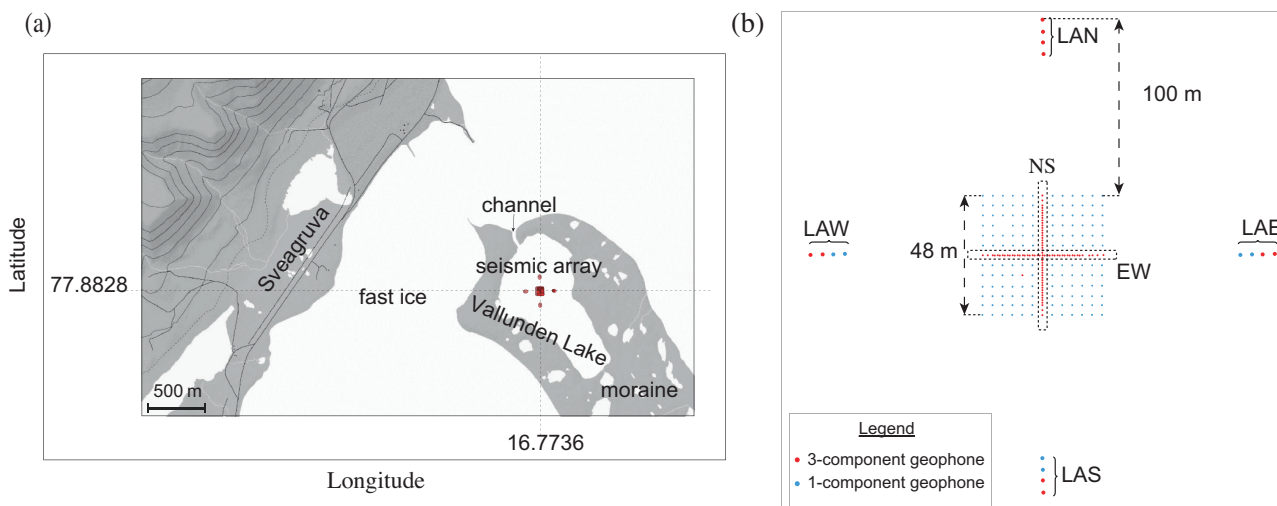 (a)
Latitude
77.8828
Sveagruva
fast ice
channel
seismic array
Vallunden Lake
moraine
500 m
16.7736
Longitude
(b)
LAN
100 m
NS
LAW
48 m
EW
LAE
Legend
3-component geophone
1-component geophone
LAS